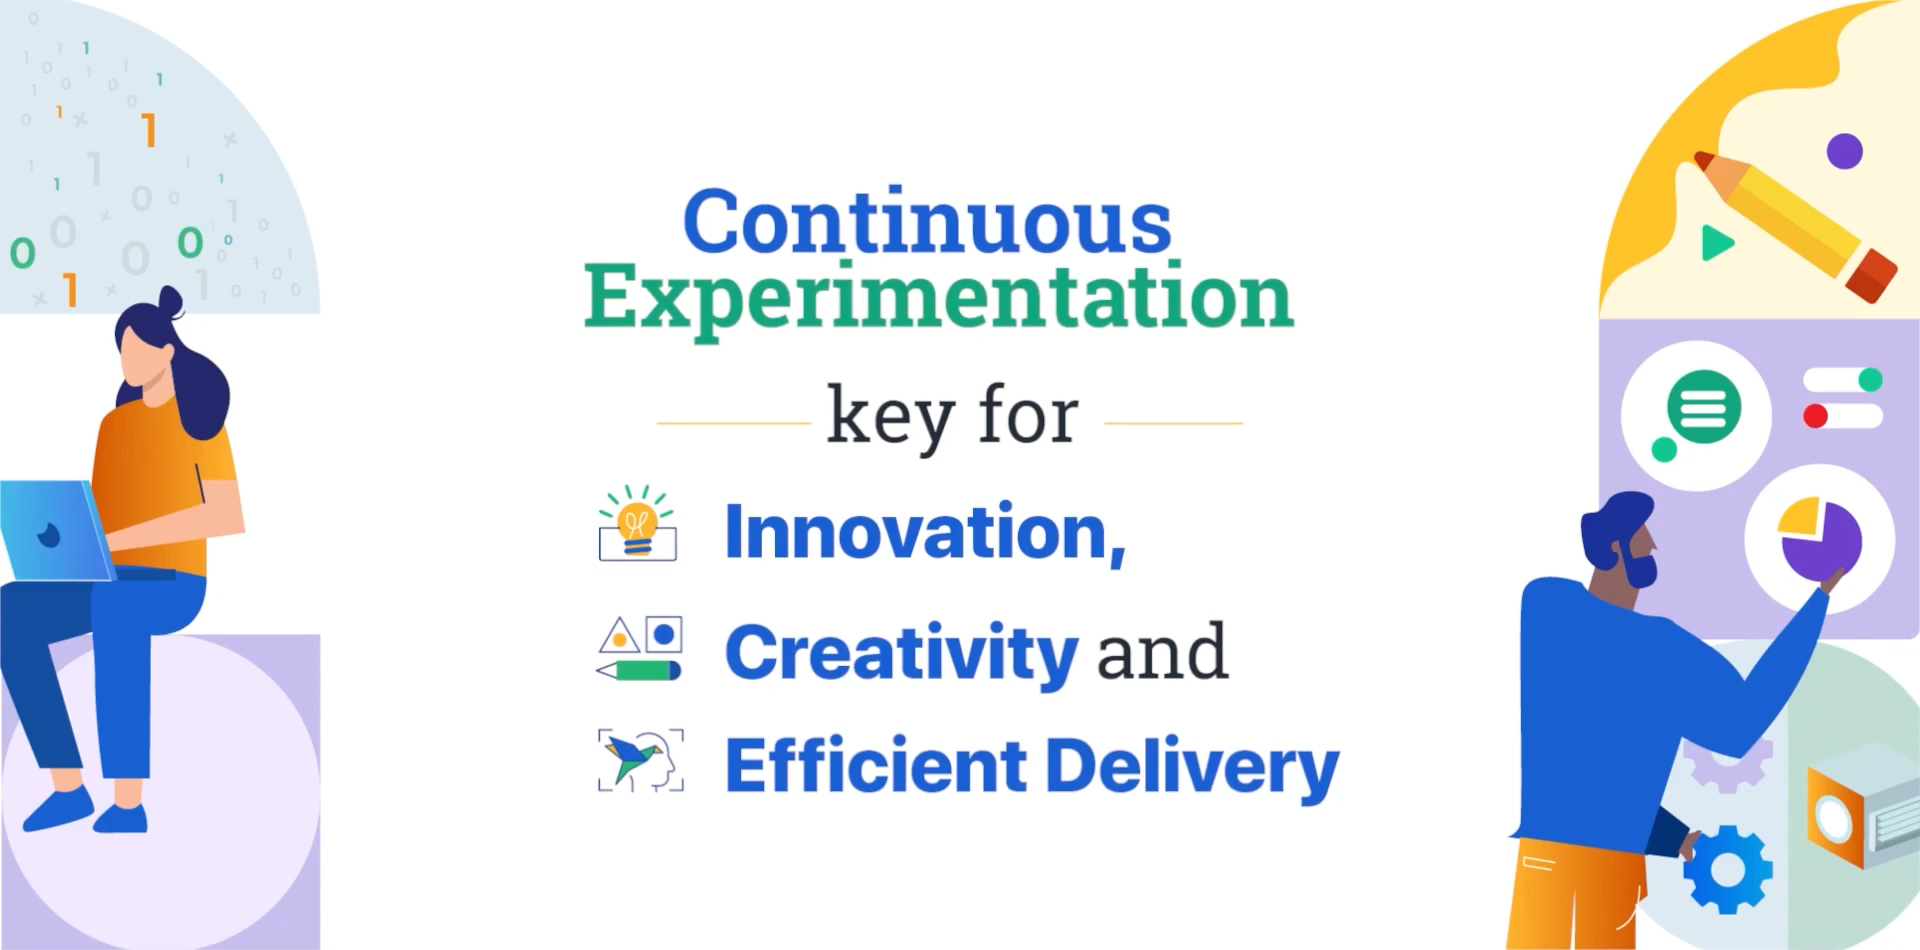 Continuous
Experimentation
key for
Innovation,
Creativity and
Efficient Delivery